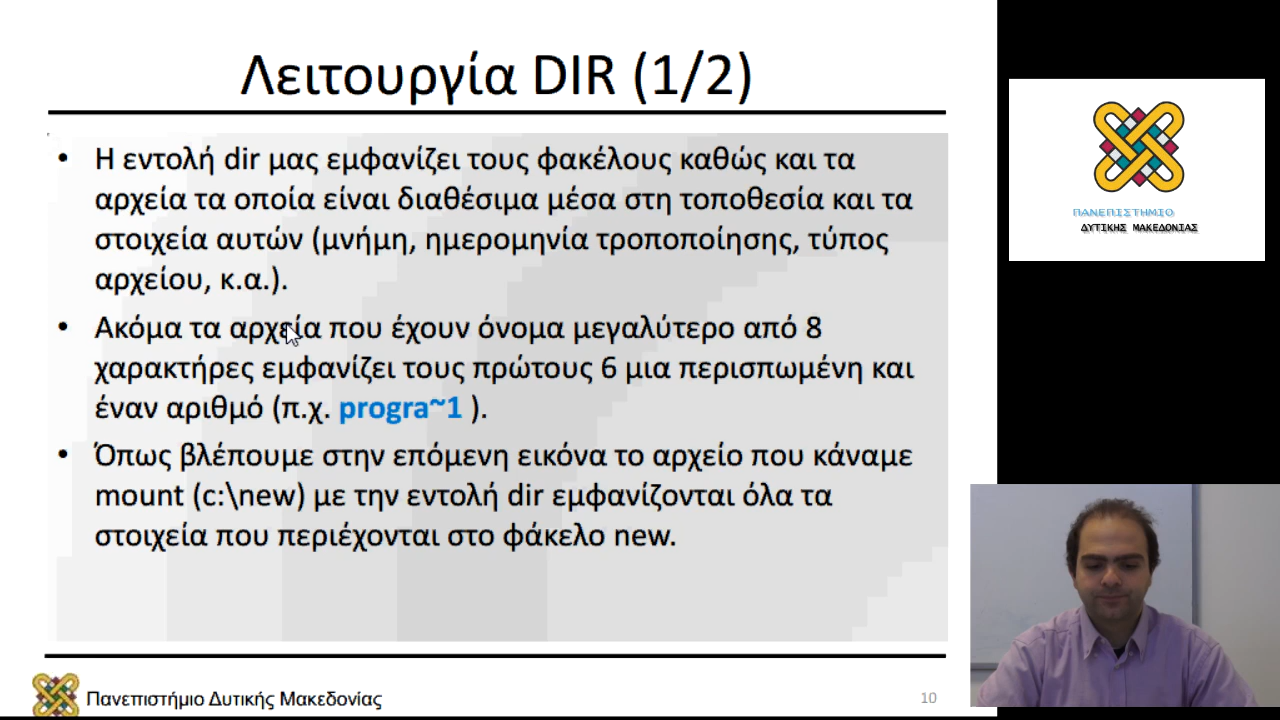 Λειτουργία DIR (1/2)
• Η εντολή dir μας εμφανίζει τους φακέλους καθώς και τα
αρχεία τα οποία είναι διαθέσιμα μέσα στη τοποθεσία και τα
στοιχεία αυτών (μνήμη, ημερομηνία τροποποίησης, τύπος
αρχείου, κ.α.).
• Ακόμα τα αρχεία που έχουν όνομα μεγαλύτερο από 8
χαρακτήρες εμφανίζει τους πρώτους 6 μια περισπωμένη και
έναν αριθμό (π.χ. progra~1 ).
• Όπως βλέπουμε στην επόμενη εικόνα το αρχείο που κάναμε
mount (c:\new) με την εντολή dir εμφανίζονται όλα τα
στοιχεία που περιέχονται στο φάκελο new.
Πανεπιστήμιο Δυτικής Μακεδονίας
10
ΠΑΝΕΠΙΣΤΗΜΙΟ
ΔΥΤΙΚΗΣ ΜΑΚΕΔΟΝΙΑΣ